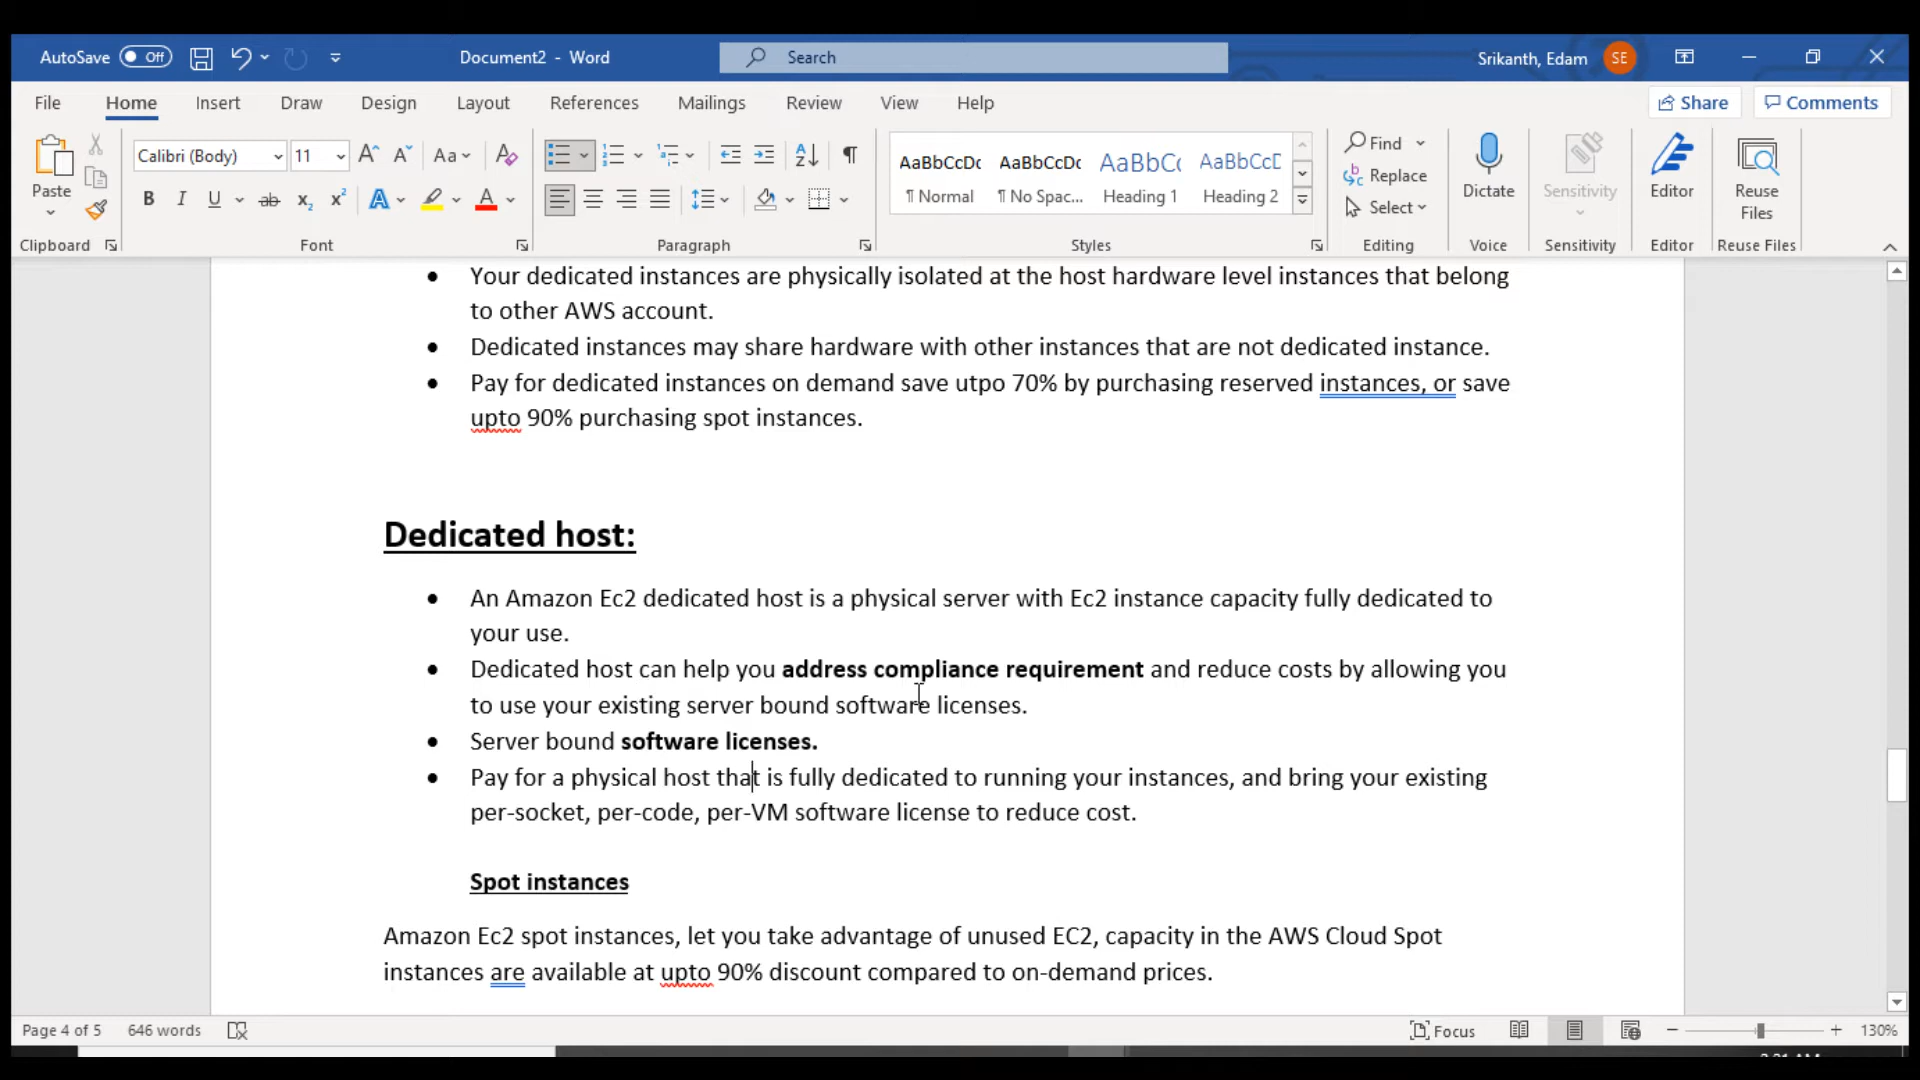 AutoSave Off Document2 - Word Search Srikanth, Edam SE
File Home Insert Draw Design Layout References Mailings Review View Help Share Comments
Calibri (Body) 11 Aa AaBbCcDc AaBbCcDc AaBbC( AaBbCcD Find
Paste Normal No Spac... Heading 1 Heading 2 Replace Dictate Sensitivity Editor Reuse Files
B I U ab x2 x2 A A Select
Clipboard Font Paragraph Styles Editing Voice Sensitivity Editor Reuse Files
Your dedicated instances are physically isolated at the host hardware level instances that belong
to other AWS account.
Dedicated instances may share hardware with other instances that are not dedicated instance.
Pay for dedicated instances on demand save utpo 70% by purchasing reserved instances, or save
upto 90% purchasing spot instances.
Dedicated host:
An Amazon Ec2 dedicated host is a physical server with Ec2 instance capacity fully dedicated to
your use.
Dedicated host can help you address compliance requirement and reduce costs by allowing you
to use your existing server bound software licenses.
Server bound software licenses.
Pay for a physical host that is fully dedicated to running your instances, and bring your existing
per-socket, per-code, per-VM software license to reduce cost.
Spot instances
Amazon Ec2 spot instances, let you take advantage of unused EC2, capacity in the AWS Cloud Spot
instances are available at upto 90% discount compared to on-demand prices.
Page 4 of 5 646 words Focus 130%